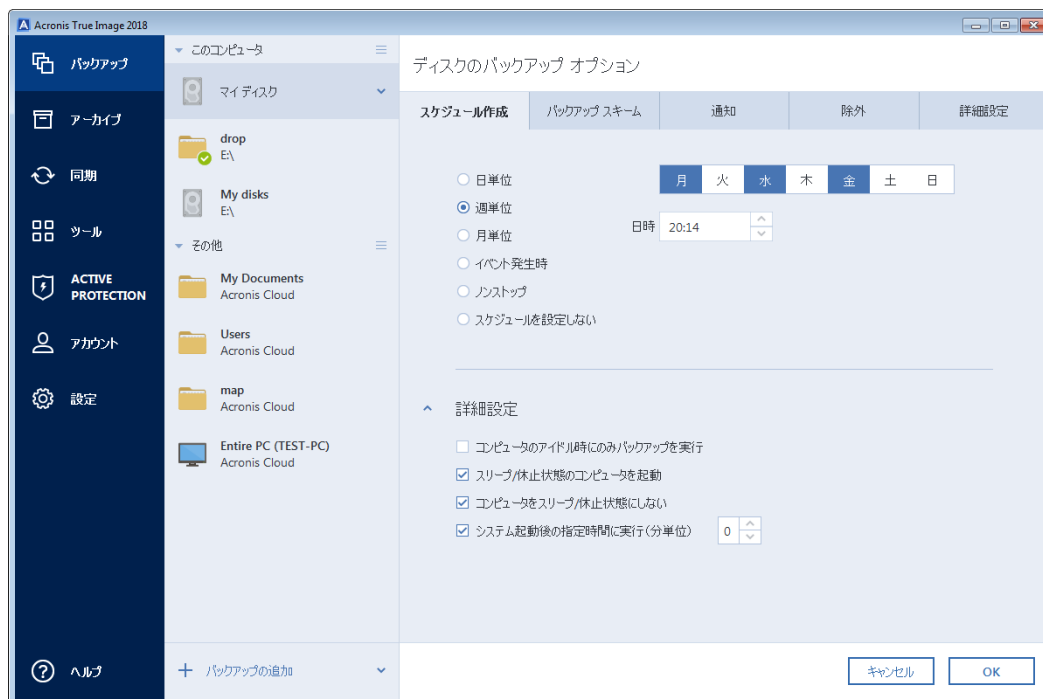 Acronis True Image 2018
バックアップ
アーカイブ
同期
ツール
ACTIVE
PROTECTION
アカウント
設定
ヘルプ
このコンピュータ
マイ ディスク
drop
E:\
My disks
E:\
その他
My Documents
Acronis Cloud
Users
Acronis Cloud
map
Acronis Cloud
Entire PC (TEST-PC)
Acronis Cloud
バックアップの追加
ディスクのバックアップ オプション
スケジュール作成 バックアップ スキーム 通知 除外 詳細設定
日単位
週単位
月単位
イベント発生時
ノンストップ
スケジュールを設定しない
月 火 水 木 金 土 日
日時 20:14
詳細設定
コンピュータのアイドル時にのみバックアップを実行
スリープ/休止状態のコンピュータを起動
コンピュータをスリープ/休止状態にしない
システム起動後の指定時間に実行(分単位) 0
キャンセル OK